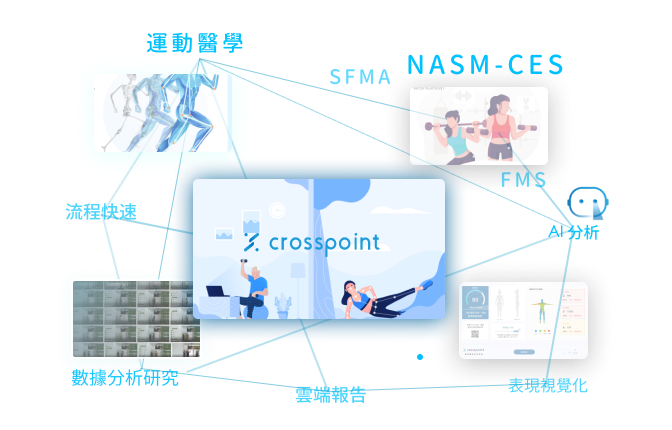 運動醫學
NASM-CES
SFMA
FMS
流程快速
crosspoint
AI 分析
數據分析研究
雲端報告
表現視覺化